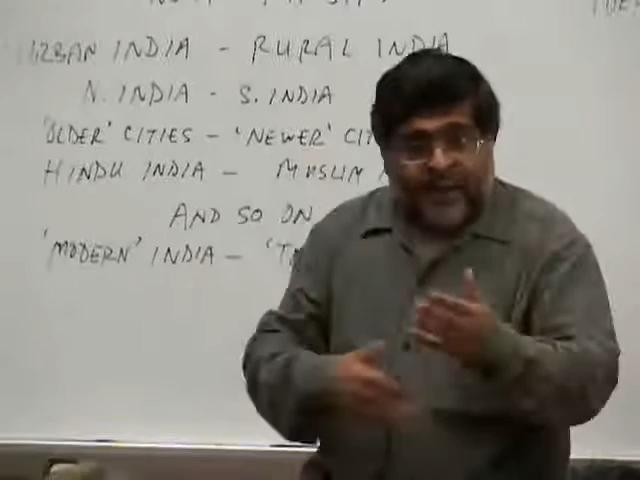 URBAN INDIA - RURAL INDIA
N. INDIA - S. INDIA
'OLDER' CITIES - 'NEWER'
HINDU INDIA - MUSLIM
AND SO ON
'MODERN' INDIA -